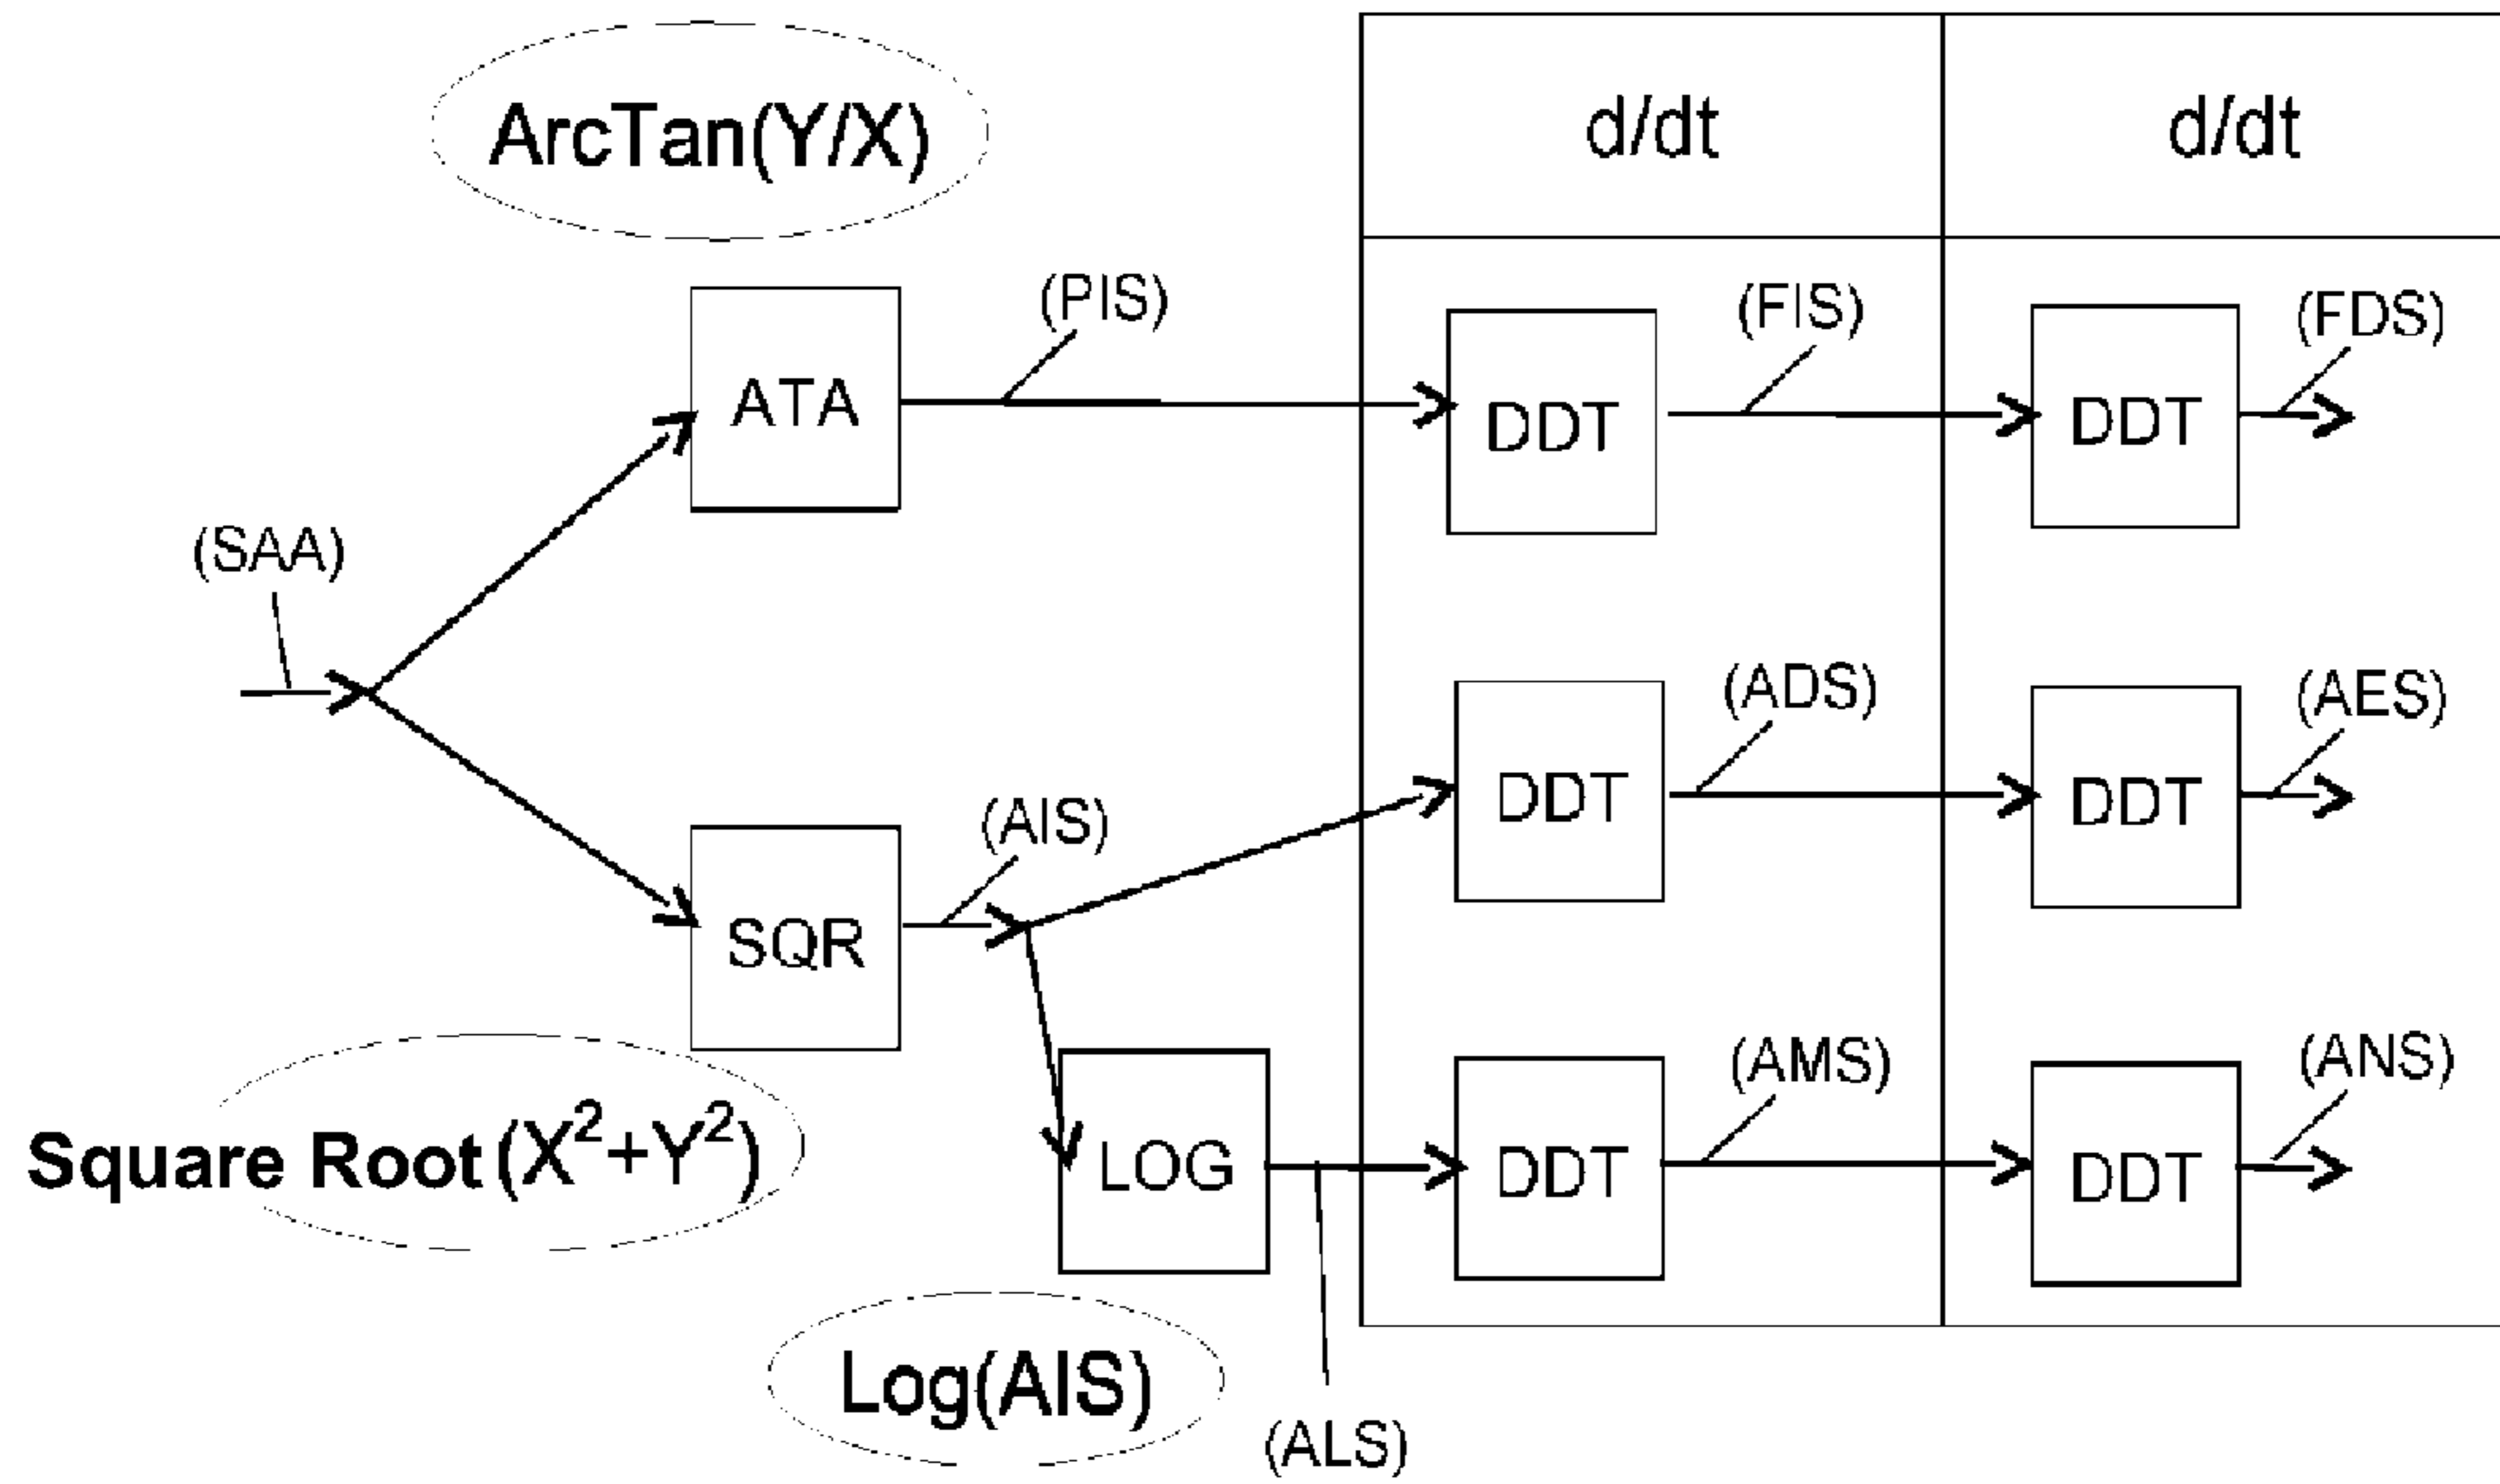 ArcTan(Y/X)
d/dt
d/dt
(PIS)
(FIS)
(FDS)
ATA
DDT
DDT
(SAA)
(ADS)
(AES)
(AIS)
DDT
DDT
SQR
(AMS)
(ANS)
Square Root (X²+Y²)
LOG
DDT
DDT
Log(AIS)
(ALS)